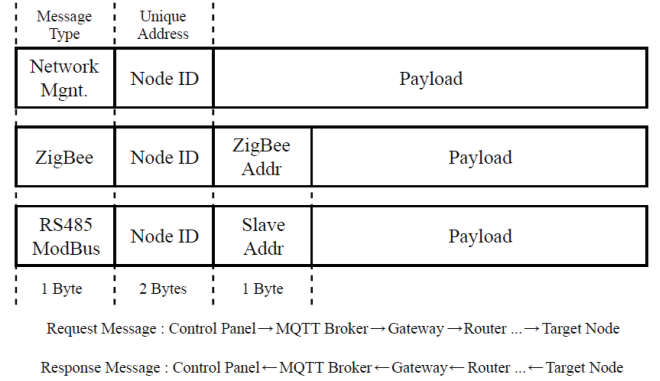 Message Unique
Type Address
Network
Mgnt. Node ID Payload
ZigBee Node ID ZigBee
Addr Payload
RS485
ModBus Node ID Slave
Addr Payload
1 Byte 2 Bytes 1 Byte
Request Message : Control Panel→MQTT Broker→Gateway→Router ...→Target Node
Response Message : Control Panel←MQTT Broker←Gateway←Router ...←Target Node